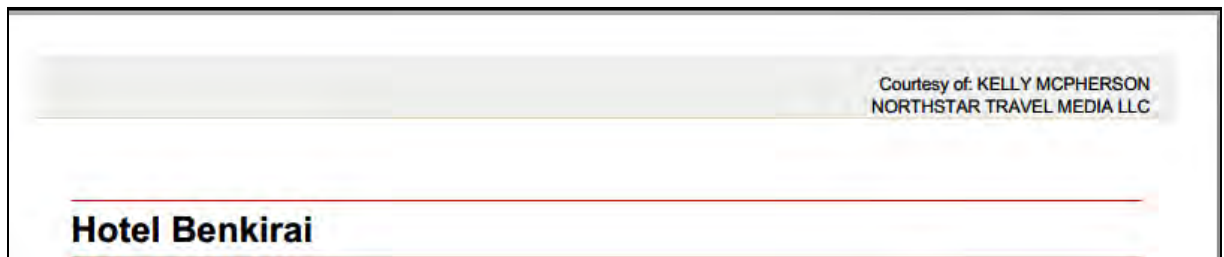 Courtesy of: KELLY MCPHERSON
NORTHSTAR TRAVEL MEDIA LLC
Hotel Benkirai